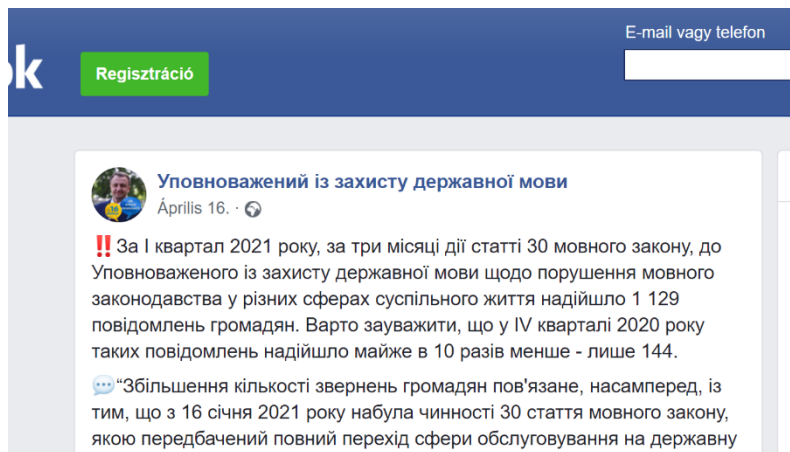 E-mail vagy telefon
ok Regisztráció
Уповноважений із захисту державної мови
Április 16. ·
‼️ За І квартал 2021 року, за три місяці дії статті 30 мовного закону, до
Уповноваженого із захисту державної мови щодо порушення мовного
законодавства у різних сферах суспільного життя надійшло 1 129
повідомлень громадян. Варто зауважити, що у IV кварталі 2020 року
таких повідомлень надійшло майже в 10 разів менше - лише 144.
💬“Збільшення кількості звернень громадян пов'язане, насамперед, із
тим, що з 16 січня 2021 року набула чинності 30 стаття мовного закону,
якою передбачений повний перехід сфери обслуговування на державну